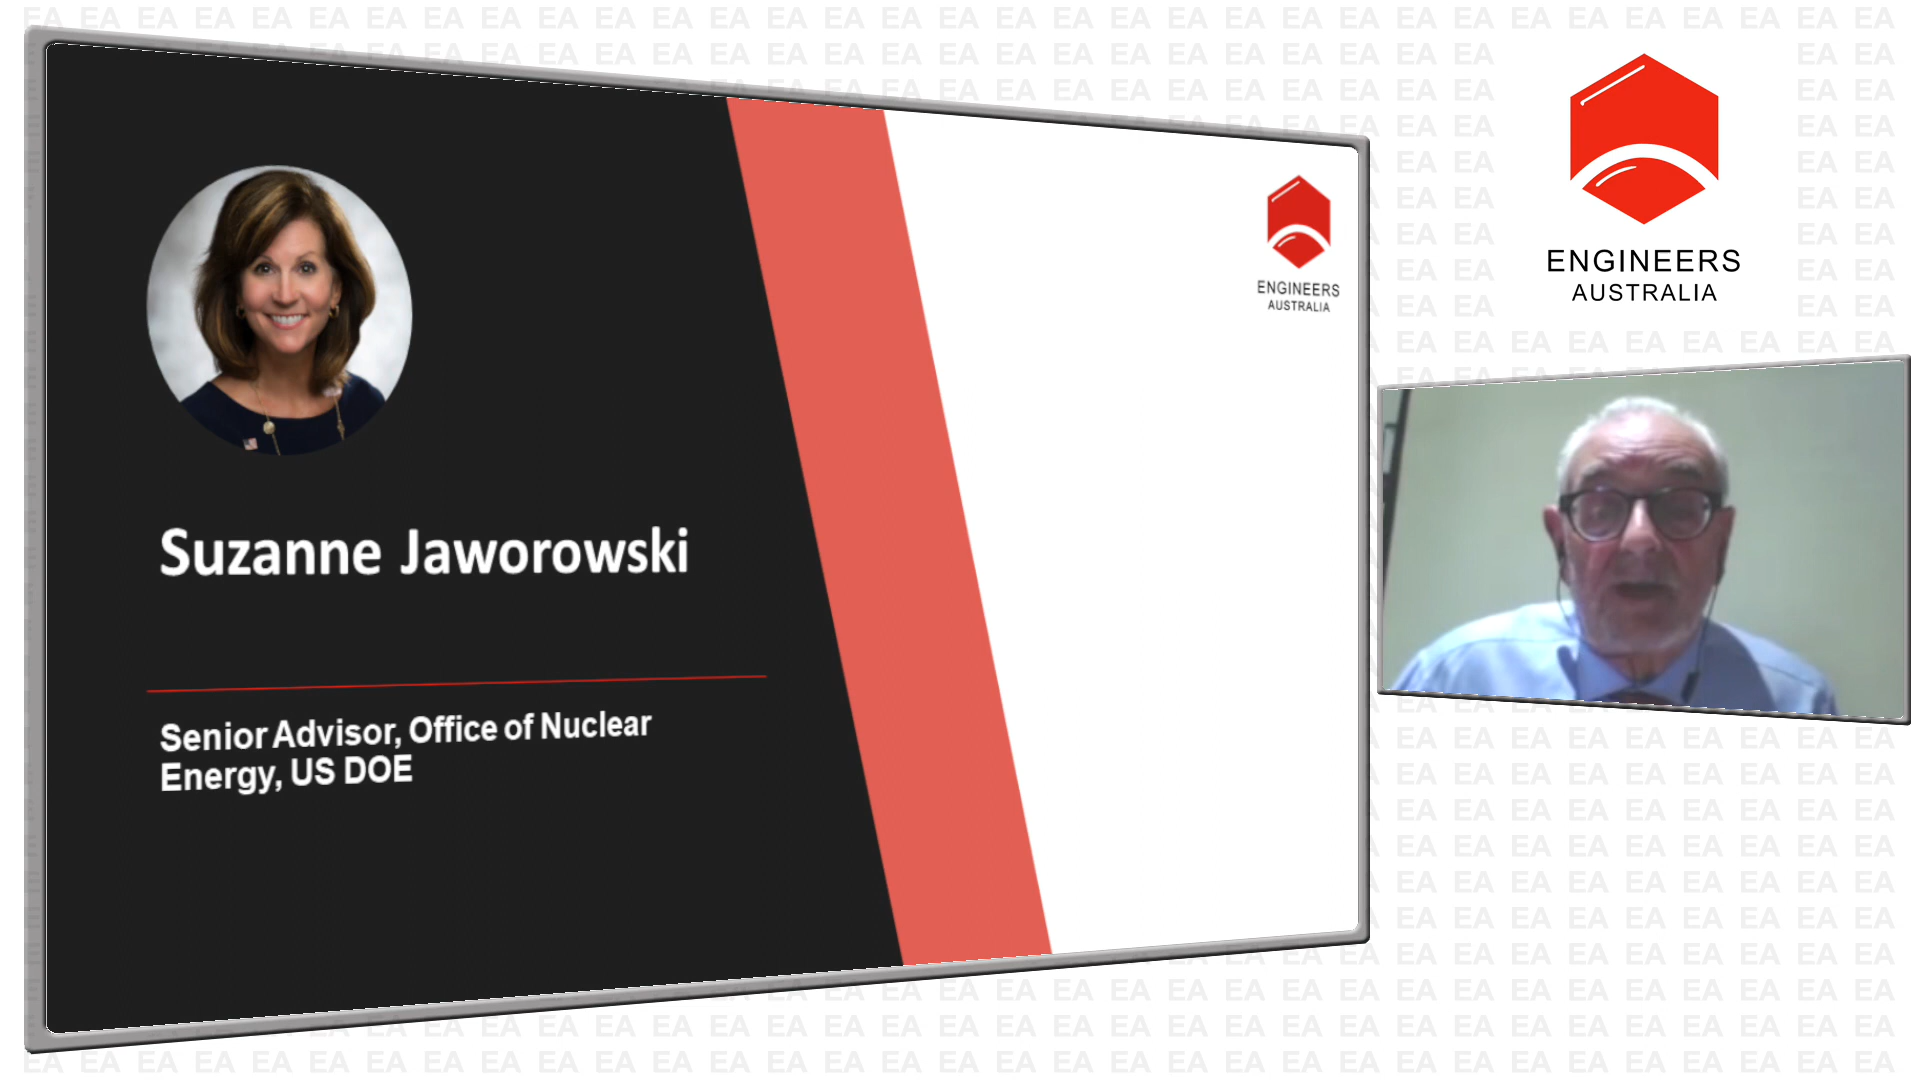 Suzanne Jaworowski
Senior Advisor, Office of Nuclear
Energy, US DOE
ENGINEERS
AUSTRALIA
ENGINEERS
AUSTRALIA
EA EA EA EA EA EA EA EA EA EA EA EA EA EA EA EA EA EA EA EA EA EA EA EA EA EA EA EA EA EA EA EA EA